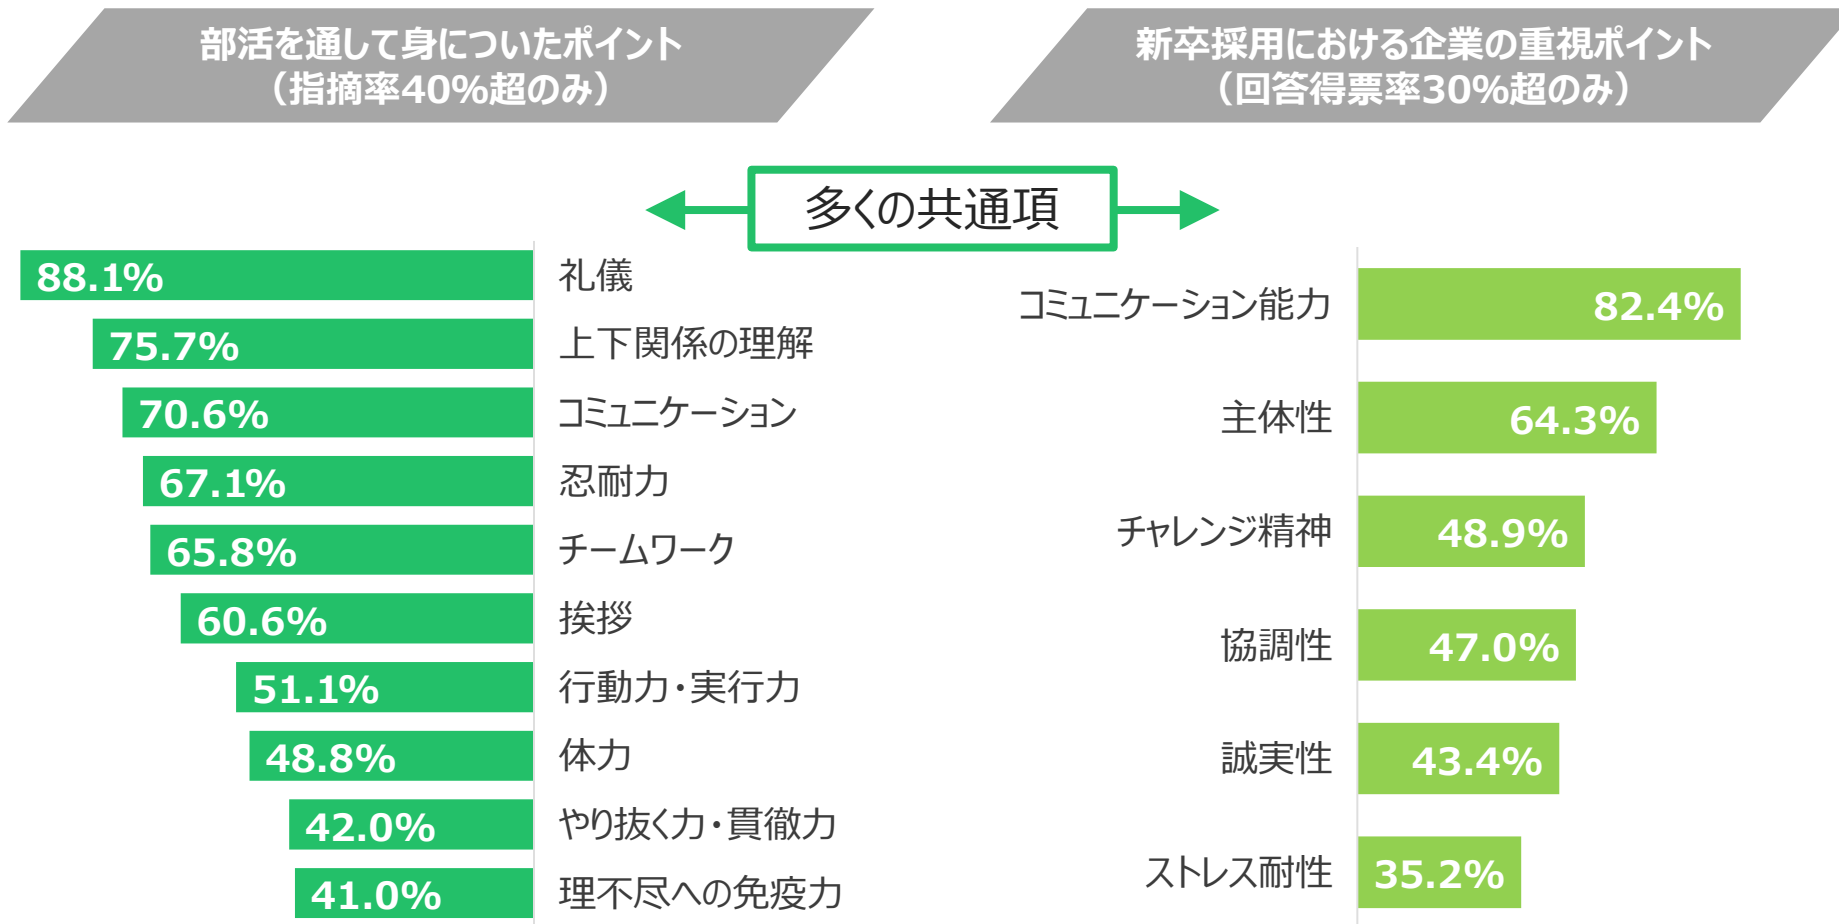 部活を通して身についたポイント
（指摘率40%超のみ）
新卒採用における企業の重視ポイント
（回答得票率30%超のみ）
多くの共通項
88.1% 礼儀
75.7% 上下関係の理解
70.6% コミュニケーション
67.1% 忍耐力
65.8% チームワーク
60.6% 挨拶
51.1% 行動力・実行力
48.8% 体力
42.0% やり抜く力・貫徹力
41.0% 理不尽への免疫力
コミュニケーション能力 82.4%
主体性 64.3%
チャレンジ精神 48.9%
協調性 47.0%
誠実性 43.4%
ストレス耐性 35.2%